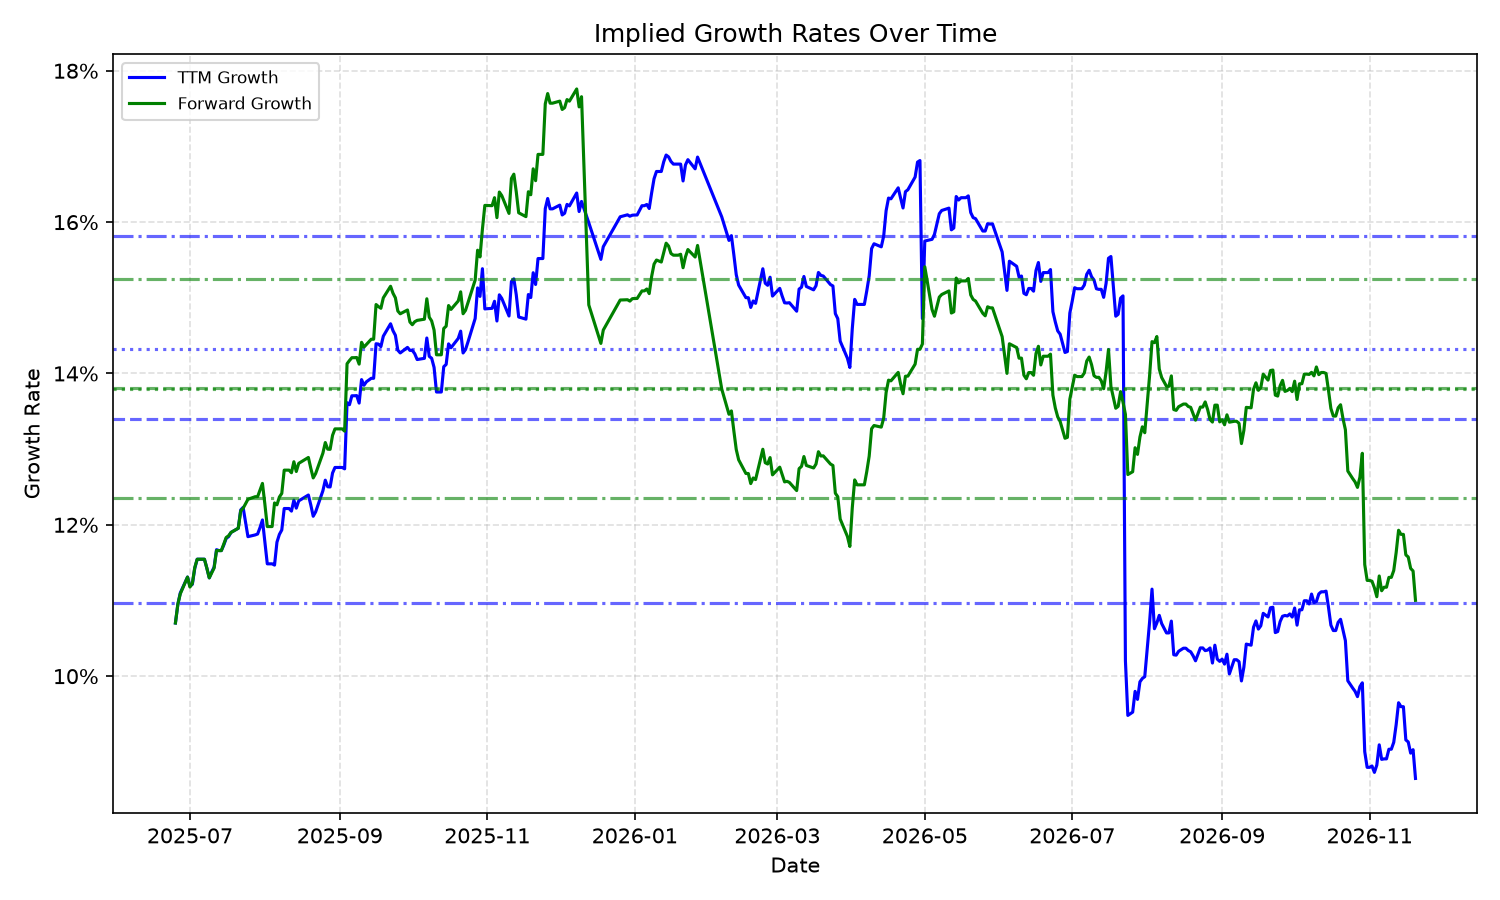 Implied Growth Rates Over Time
TTM Growth
Forward Growth
18%
16%
14%
12%
10%
Growth Rate
2025-07
2025-09
2025-11
2026-01
2026-03
2026-05
2026-07
2026-09
2026-11
Date